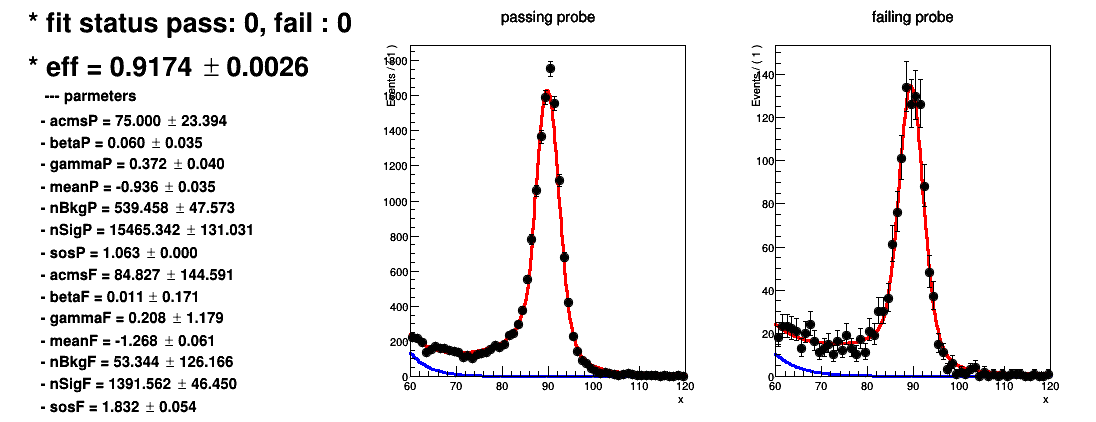 * fit status pass: 0, fail : 0
* eff = 0.9174 ± 0.0026
--- parmeters
- acmsP = 75.000 ± 23.394
- betaP = 0.060 ± 0.035
- gammaP = 0.372 ± 0.040
- meanP = -0.936 ± 0.035
- nBkgP = 539.458 ± 47.573
- nSigP = 15465.342 ± 131.031
- sosP = 1.063 ± 0.000
- acmsF = 84.827 ± 144.591
- betaF = 0.011 ± 0.171
- gammaF = 0.208 ± 1.179
- meanF = -1.268 ± 0.061
- nBkgF = 53.344 ± 126.166
- nSigF = 1391.562 ± 46.450
- sosF = 1.832 ± 0.054
passing probe
Events / ( 1 )
1800
1600
1400
1200
1000
800
600
400
200
0
60 70 80 90 100 110 120
x
failing probe
Events / ( 1 )
140
120
100
80
60
40
20
0
60 70 80 90 100 110 120
x